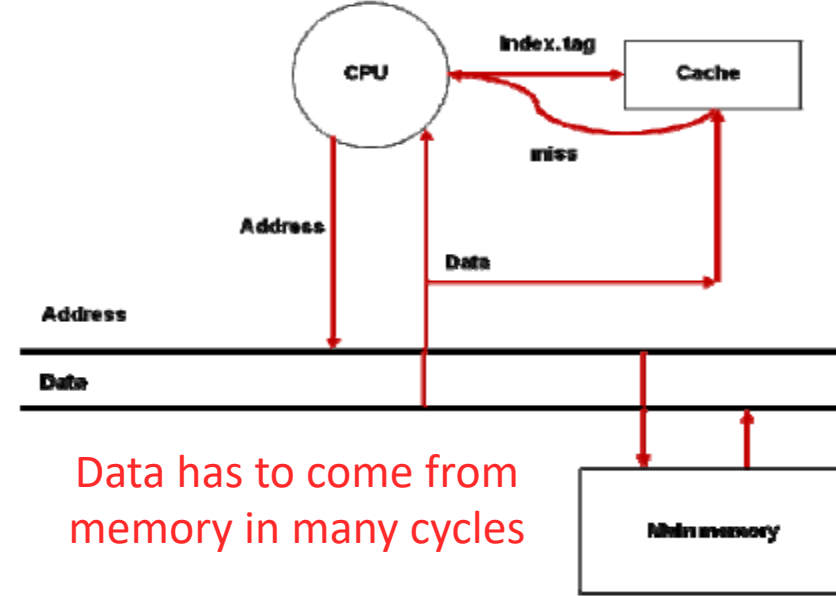 Index.tag
CPU
Cache
miss
Address
Data
Address
Data
Data has to come from
memory in many cycles
Main memory